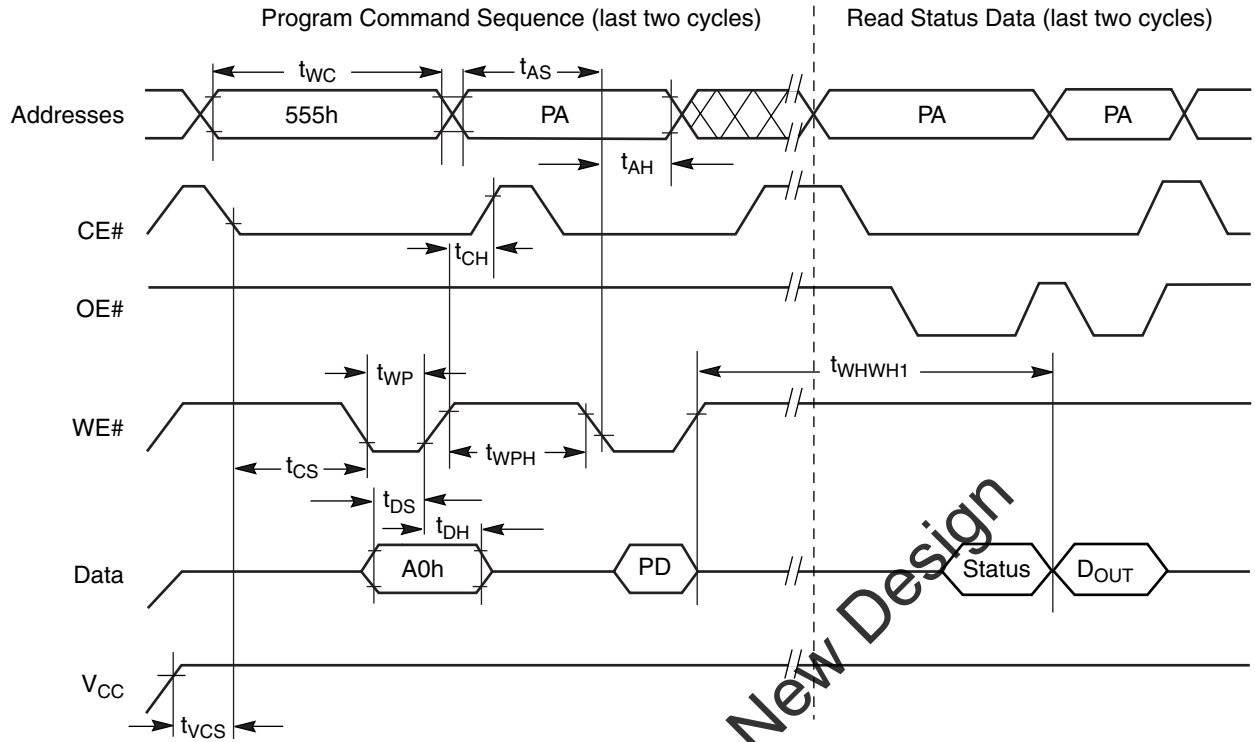 Program Command Sequence (last two cycles)
Read Status Data (last two cycles)
tWC
tAS
Addresses
555h
PA
PA
PA
tAH
CE#
tCH
OE#
tWHWH1
tWP
WE#
tCS
tWPH
tDS
tDH
Data
A0h
PD
Status
DOUT
VCC
tVCS
New Design